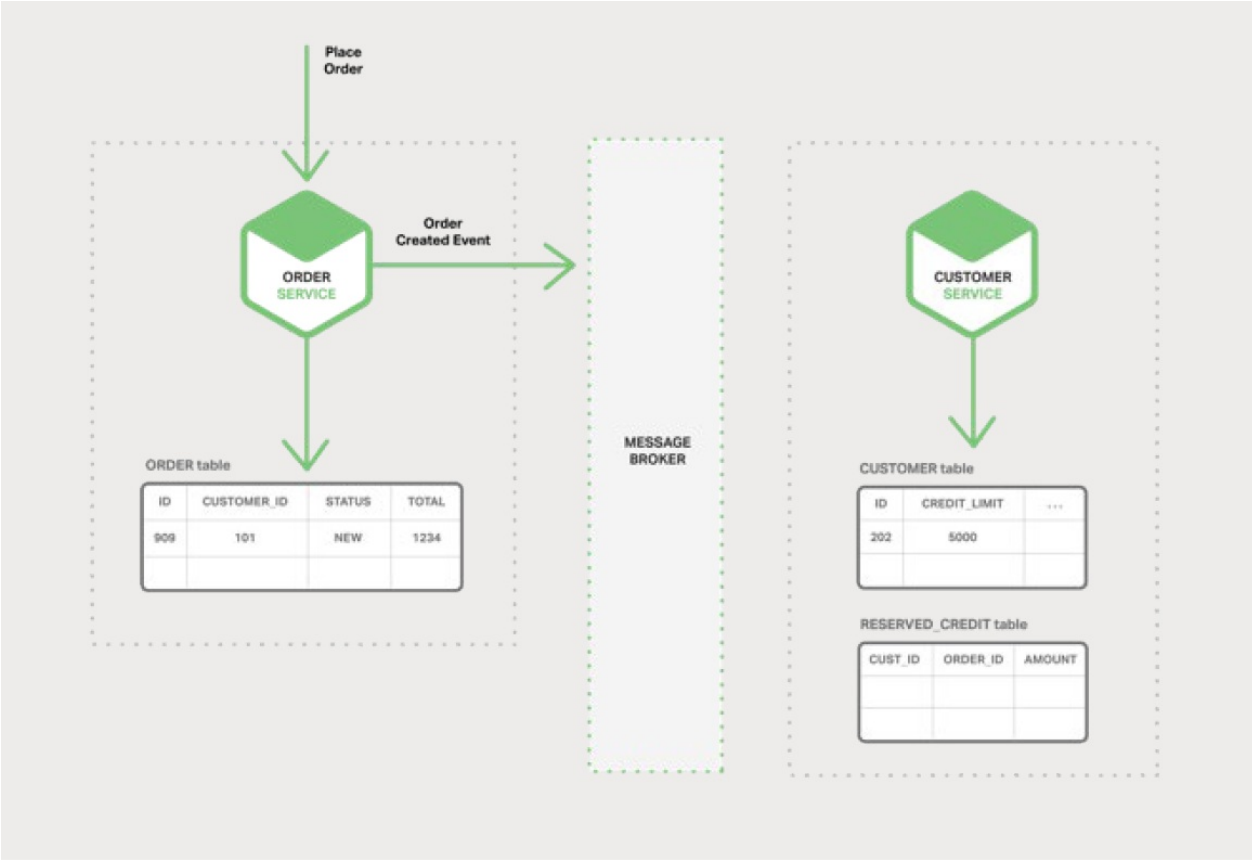 Place
Order
Order
Created Event
ORDER
SERVICE
ORDER table
ID CUSTOMER_ID STATUS TOTAL
909 101 NEW 1234
MESSAGE
BROKER
CUSTOMER
SERVICE
CUSTOMER table
ID CREDIT_LIMIT ...
202 5000
RESERVED_CREDIT table
CUST_ID ORDER_ID AMOUNT